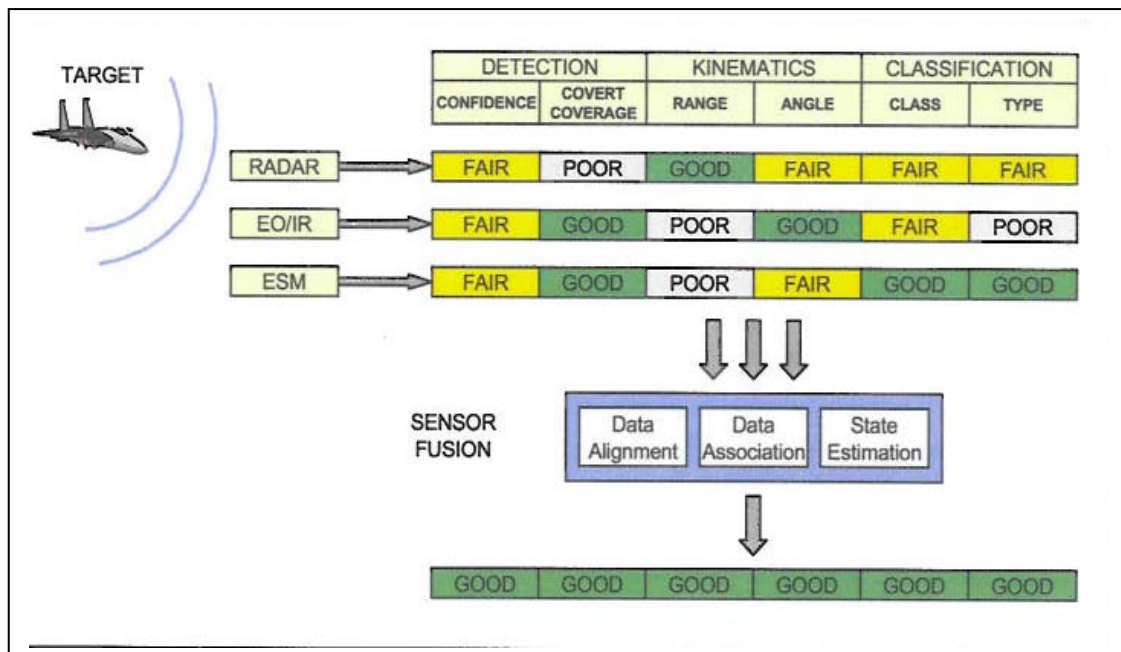 TARGET
DETECTION KINEMATICS CLASSIFICATION
CONFIDENCE COVERT COVERAGE RANGE ANGLE CLASS TYPE
RADAR FAIR POOR GOOD FAIR FAIR FAIR
EO/IR FAIR GOOD POOR GOOD FAIR POOR
ESM FAIR GOOD POOR FAIR GOOD GOOD
SENSOR
FUSION
Data
Alignment
Data
Association
State
Estimation
GOOD GOOD GOOD GOOD GOOD GOOD